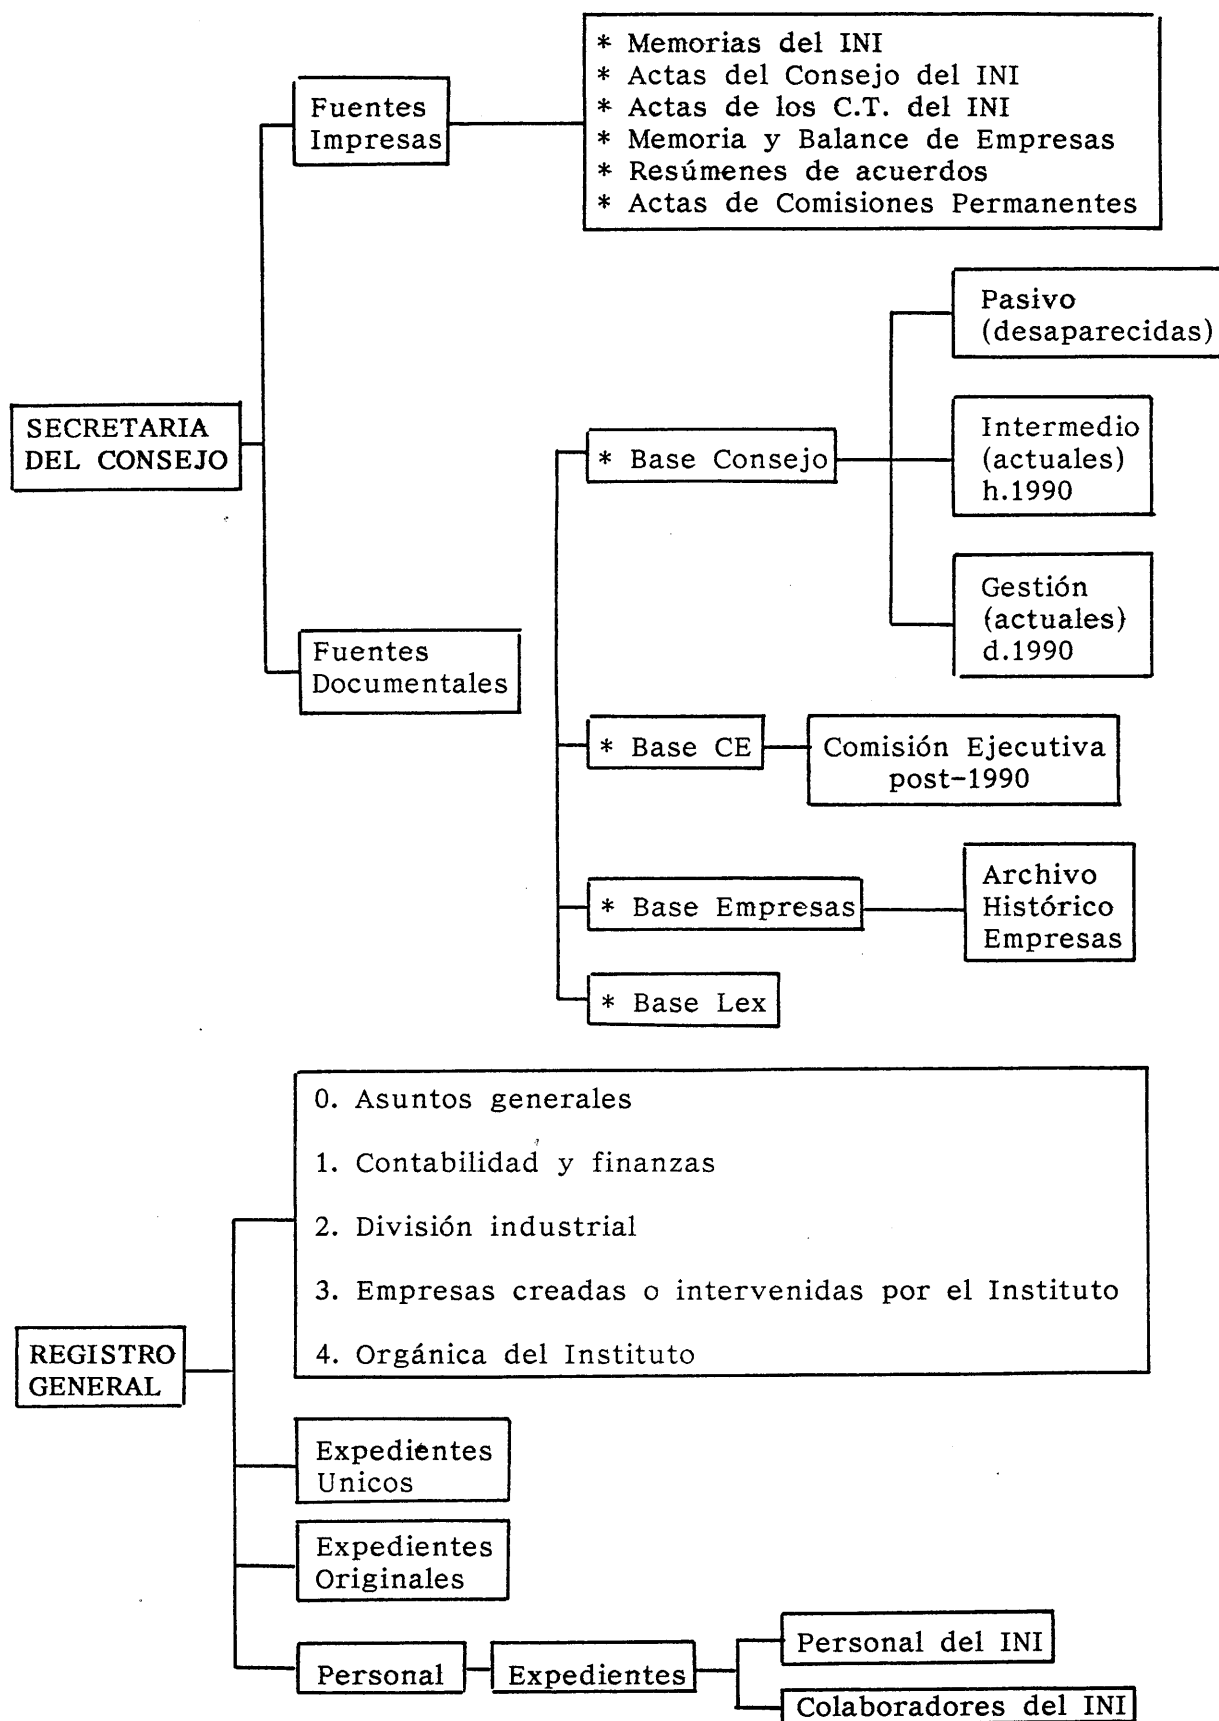 * Memorias del INI
* Actas del Consejo del INI
* Actas de los C.T. del INI
* Memoria y Balance de Empresas
* Resúmenes de acuerdos
* Actas de Comisiones Permanentes
Fuentes
Impresas
Pasivo
(desaparecidas)
SECRETARIA
DEL CONSEJO
* Base Consejo
Intermedio
(actuales)
h.1990
Gestión
(actuales)
d.1990
Fuentes
Documentales
* Base CE
Comisión Ejecutiva
post-1990
* Base Empresas
Archivo
Histórico
Empresas
* Base Lex
0. Asuntos generales
1. Contabilidad y finanzas
2. División industrial
3. Empresas creadas o intervenidas por el Instituto
4. Orgánica del Instituto
REGISTRO
GENERAL
Expedientes
Unicos
Expedientes
Originales
Personal
Expedientes
Personal del INI
Colaboradores del INI